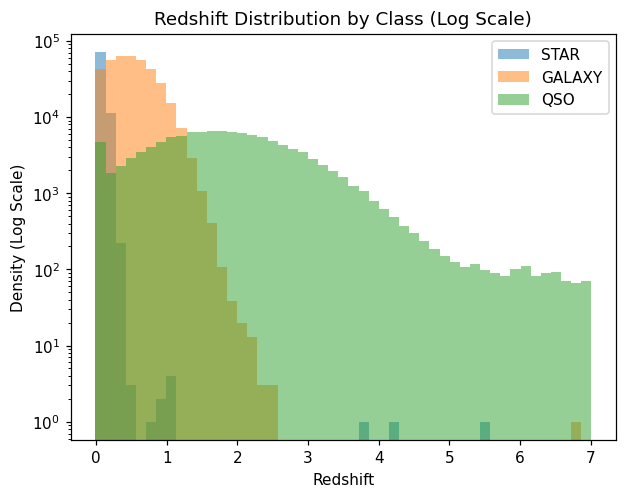 Redshift Distribution by Class (Log Scale)
STAR
GALAXY
QSO
Density (Log Scale)
10^5
10^4
10^3
10^2
10^1
10^0
0 1 2 3 4 5 6 7
Redshift